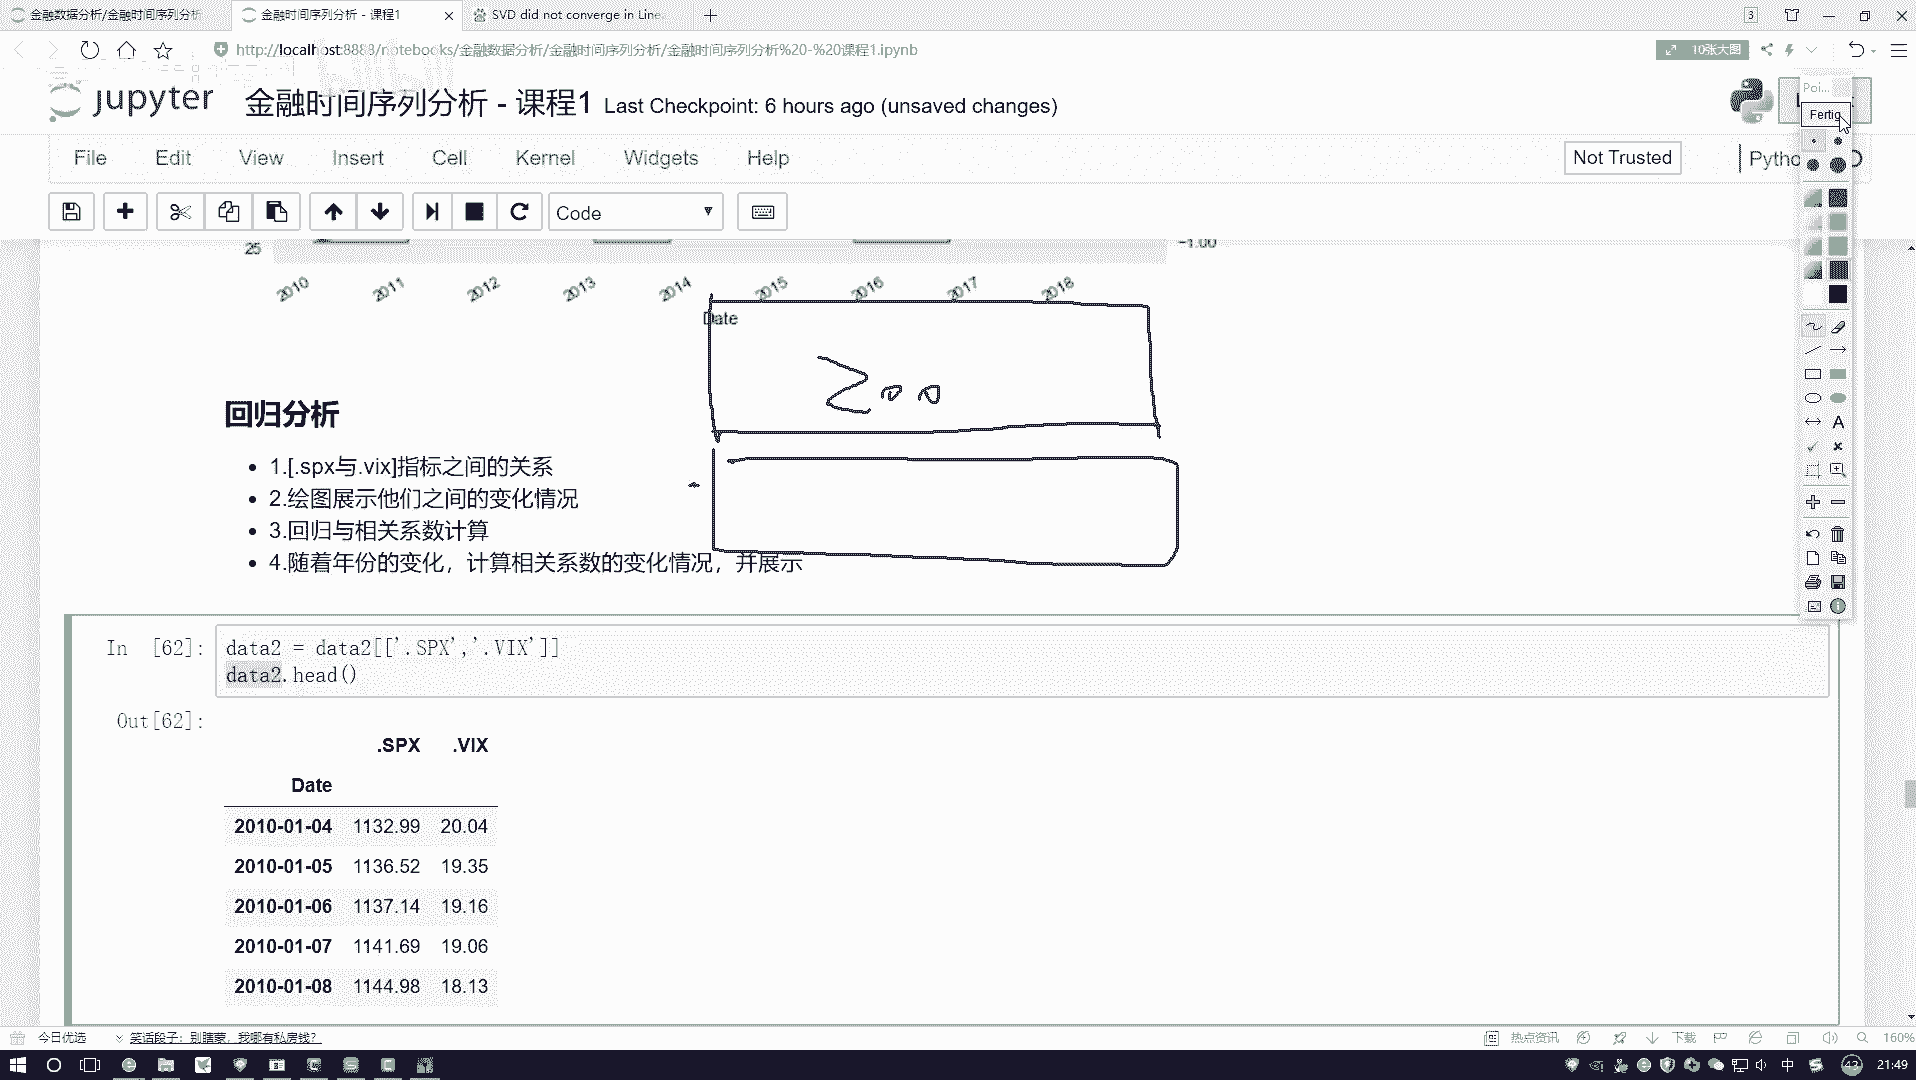 金融数据分析/金融时间序列分析
金融时间序列分析 - 课程1
SVD did not converge in Line
3
http://localhost:8888/notebooks/金融数据分析/金融时间序列分析/金融时间序列分析%20-%20课程1.ipynb
10张大图
jupyter 金融时间序列分析 - 课程1 Last Checkpoint: 6 hours ago (unsaved changes)
Poi...
Fertig
File Edit View Insert Cell Kernel Widgets Help
Not Trusted
Pytho
Code
25
-1.00
2010 2011 2012 2013 2014 2015 2016 2017 2018
Date
200
回归分析
1.[.spx与.vix]指标之间的关系
2.绘图展示他们之间的变化情况
3.回归与相关系数计算
4.随着年份的变化，计算相关系数的变化情况，并展示
In [62]: data2 = data2[['.SPX','.VIX']]
data2.head()
Out[62]:
.SPX .VIX
Date
2010-01-04 1132.99 20.04
2010-01-05 1136.52 19.35
2010-01-06 1137.14 19.16
2010-01-07 1141.69 19.06
2010-01-08 1144.98 18.13
今日优选
笑话段子：别瞎蒙，我哪有私房钱？
热点资讯
下载
160%
中
43
21:49